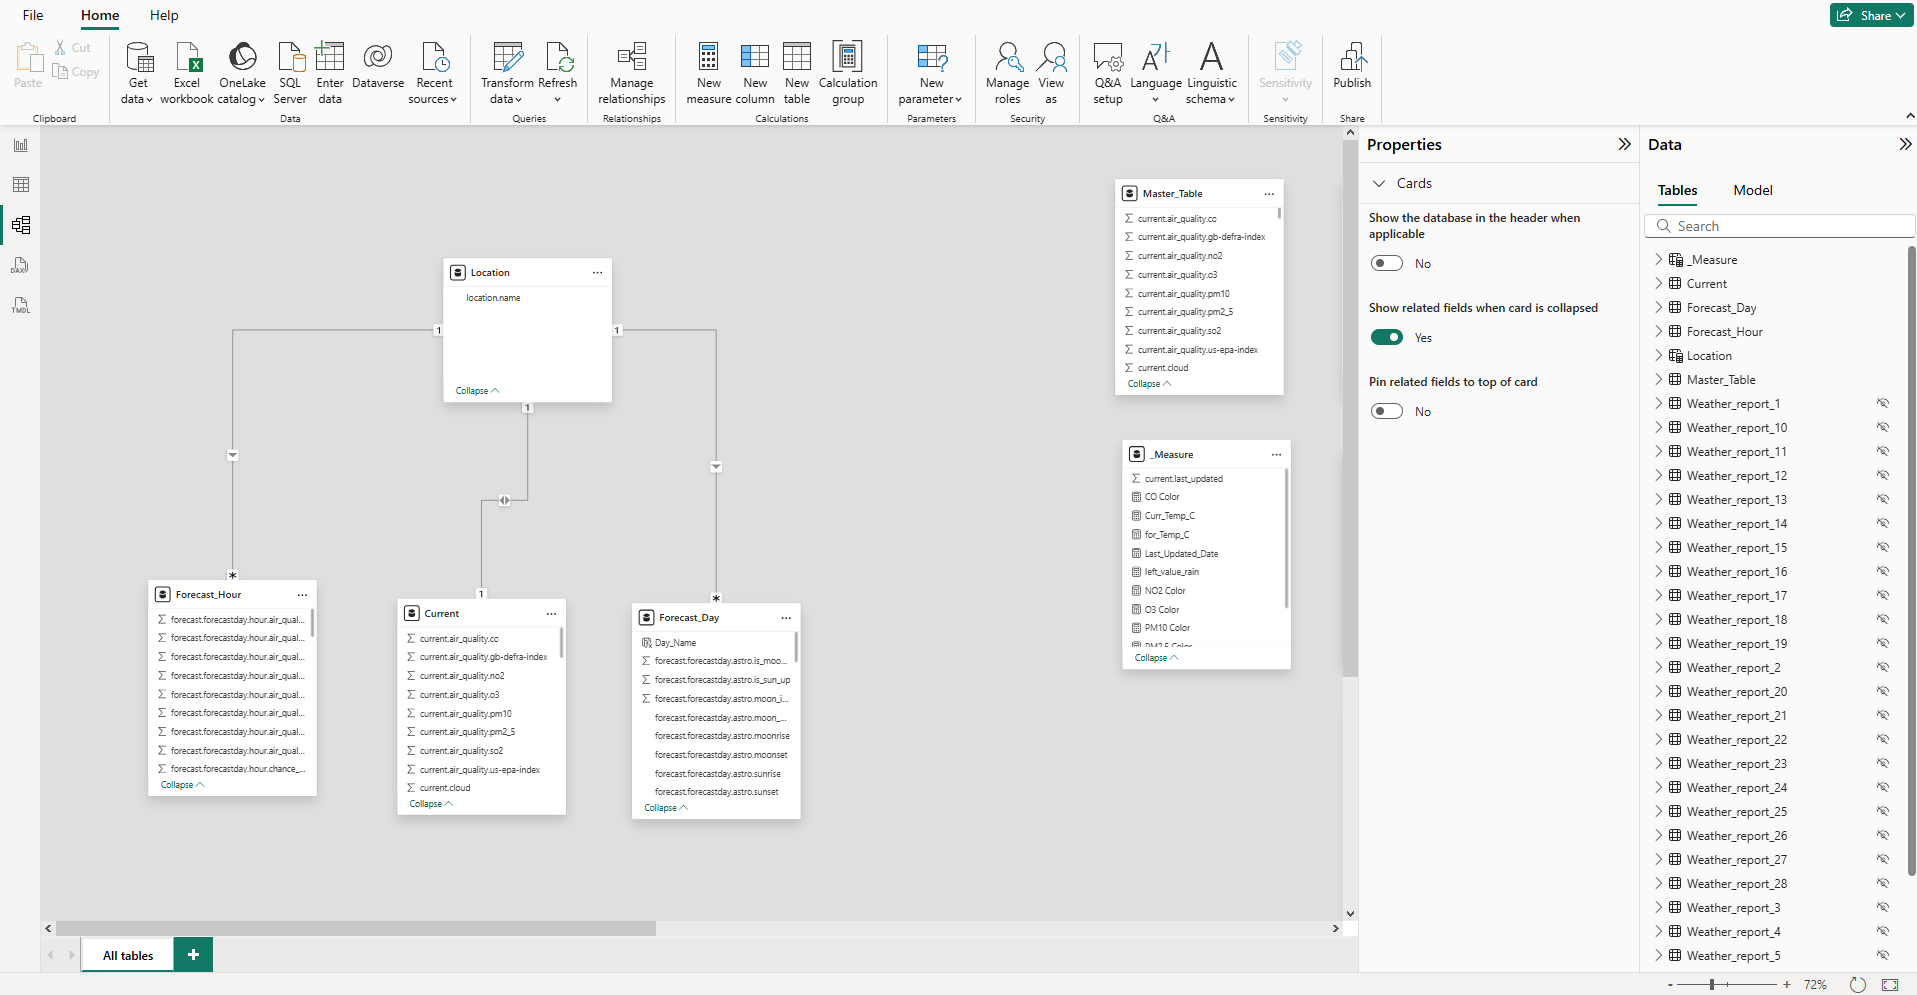 File
Home
Help
Share
Paste
Cut
Copy
Clipboard
Get data
Excel workbook
OneLake catalog
SQL Server
Enter data
Dataverse
Recent sources
Data
Transform data
Refresh
Queries
Manage relationships
Relationships
New measure
New column
New table
Calculation group
Calculations
New parameter
Parameters
Manage roles
View as
Security
Q&A setup
Language
Linguistic schema
Q&A
Sensitivity
Sensitivity
Publish
Share
DAX
TMDL
Location
location.name
Collapse
1
1
1
1
*
*
Forecast_Hour
forecast.forecastday.hour.air_qual...
forecast.forecastday.hour.air_qual...
forecast.forecastday.hour.air_qual...
forecast.forecastday.hour.air_qual...
forecast.forecastday.hour.air_qual...
forecast.forecastday.hour.air_qual...
forecast.forecastday.hour.air_qual...
forecast.forecastday.hour.air_qual...
forecast.forecastday.hour.chance_...
Collapse
Current
current.air_quality.co
current.air_quality.gb-defra-index
current.air_quality.no2
current.air_quality.o3
current.air_quality.pm10
current.air_quality.pm2_5
current.air_quality.so2
current.air_quality.us-epa-index
current.cloud
Collapse
Forecast_Day
Day_Name
forecast.forecastday.astro.is_moo...
forecast.forecastday.astro.is_sun_up
forecast.forecastday.astro.moon_i...
forecast.forecastday.astro.moon_...
forecast.forecastday.astro.moonrise
forecast.forecastday.astro.moonset
forecast.forecastday.astro.sunrise
forecast.forecastday.astro.sunset
Collapse
Master_Table
current.air_quality.co
current.air_quality.gb-defra-index
current.air_quality.no2
current.air_quality.o3
current.air_quality.pm10
current.air_quality.pm2_5
current.air_quality.so2
current.air_quality.us-epa-index
current.cloud
Collapse
_Measure
current.last_updated
CO Color
Curr_Temp_C
for_Temp_C
Last_Updated_Date
left_value_rain
NO2 Color
O3 Color
PM10 Color
PM2.5 Color
Collapse
All tables
+
Properties
Cards
Show the database in the header when
applicable
No
Show related fields when card is collapsed
Yes
Pin related fields to top of card
No
Data
Tables
Model
Search
_Measure
Current
Forecast_Day
Forecast_Hour
Location
Master_Table
Weather_report_1
Weather_report_10
Weather_report_11
Weather_report_12
Weather_report_13
Weather_report_14
Weather_report_15
Weather_report_16
Weather_report_17
Weather_report_18
Weather_report_19
Weather_report_2
Weather_report_20
Weather_report_21
Weather_report_22
Weather_report_23
Weather_report_24
Weather_report_25
Weather_report_26
Weather_report_27
Weather_report_28
Weather_report_3
Weather_report_4
Weather_report_5
- + 72%